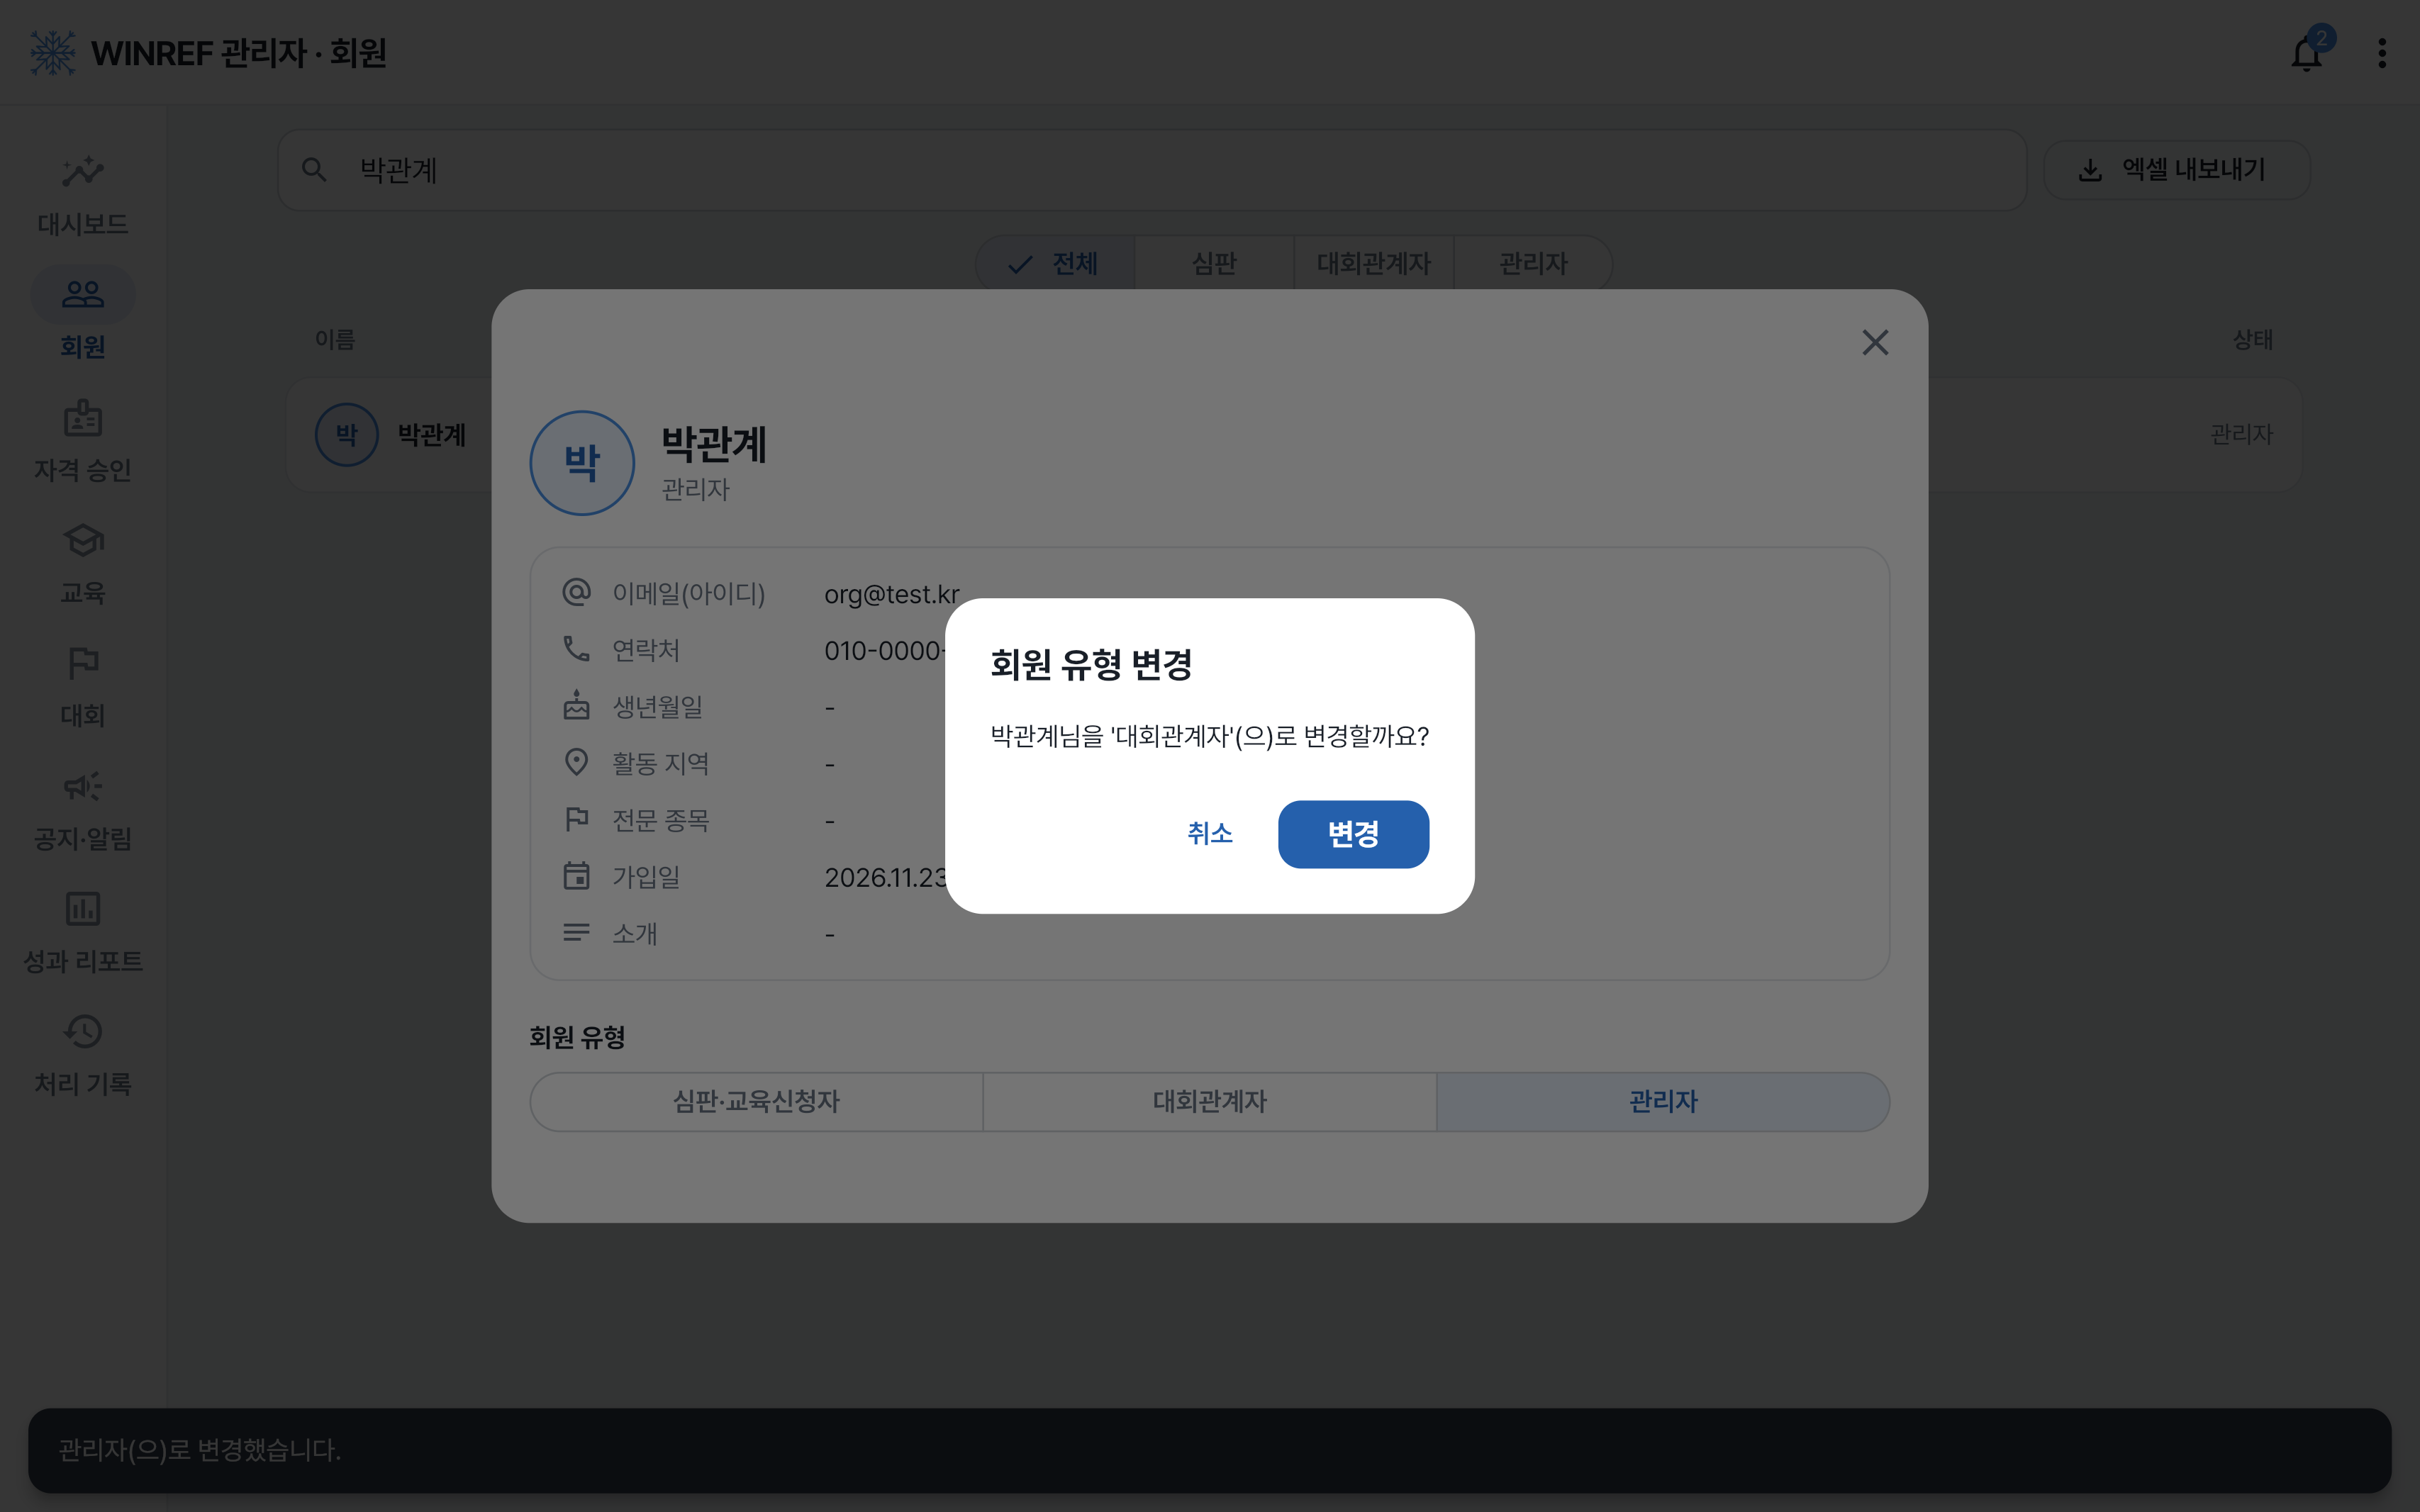 WINREF 관리자 · 회원
2
박관계
엑셀 내보내기
전체
심판
대회관계자
관리자
대시보드
회원
자격 승인
교육
대회
공지·알림
성과 리포트
처리 기록
이름
상태
박
박관계
관리자
박
박관계
관리자
이메일(아이디)
org@test.kr
연락처
010-0000-
생년월일
-
활동 지역
-
전문 종목
-
가입일
2026.11.23
소개
-
회원 유형
심판·교육신청자
대회관계자
관리자
회원 유형 변경
박관계님을 '대회관계자'(으)로 변경할까요?
취소
변경
관리자(으)로 변경했습니다.